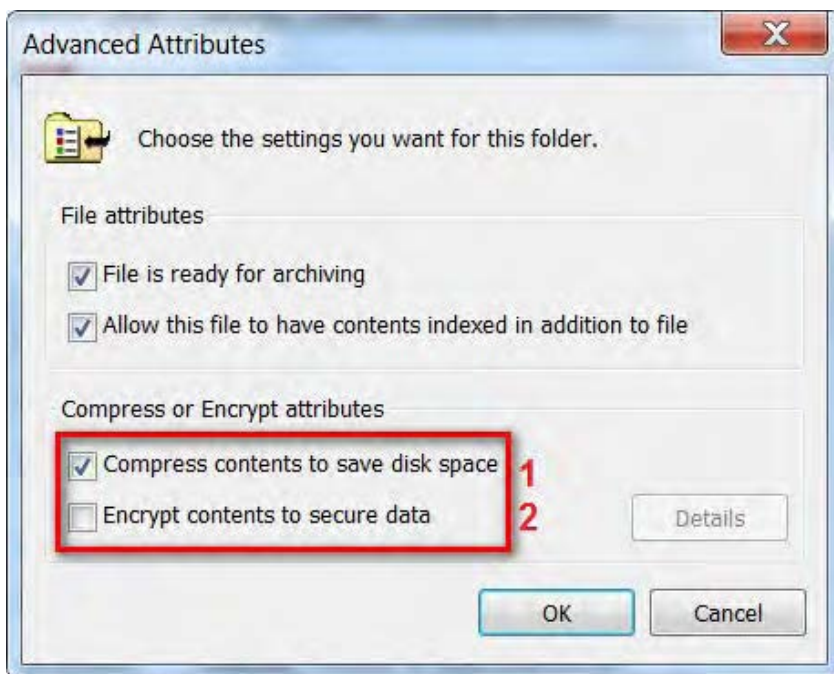 Advanced Attributes
Choose the settings you want for this folder.
File attributes
File is ready for archiving
Allow this file to have contents indexed in addition to file
Compress or Encrypt attributes
Compress contents to save disk space 1
Encrypt contents to secure data 2
Details
OK Cancel